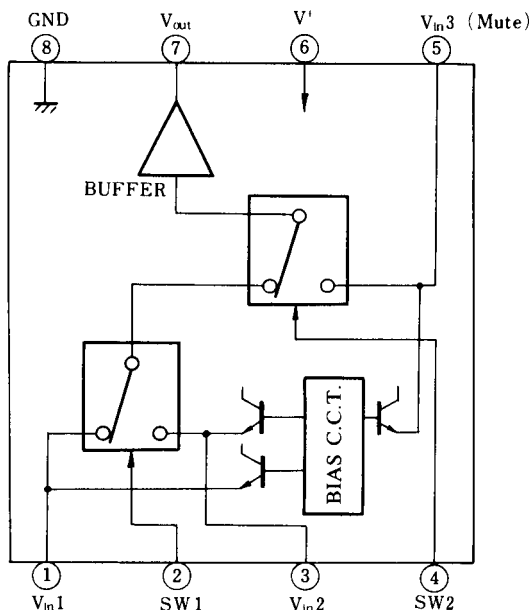 GND
Vout
V+
Vin3 (Mute)
8
7
6
5
BUFFER
BIAS C.C.T.
1
2
3
4
Vin1
SW1
Vin2
SW2